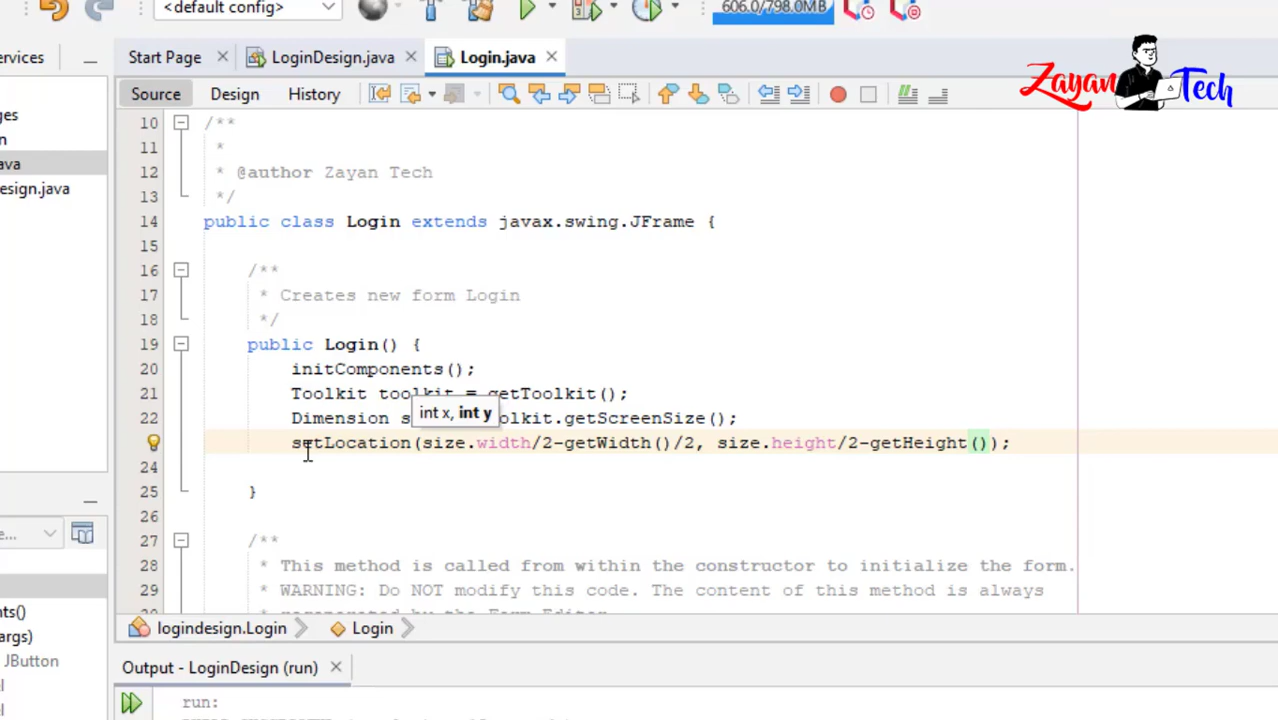 <default config>
606.0/798.0MB
ervices
Start Page
LoginDesign.java
Login.java
Zayan Tech
Source
Design
History
ges
n
ava
esign.java
10 /**
11 *
12 * @author Zayan Tech
13 */
14 public class Login extends javax.swing.JFrame {
15
16 /**
17 * Creates new form Login
18 */
19 public Login() {
20 initComponents();
21 Toolkit toolkit = getToolkit();
int x, int y
22 Dimension s olkit.getScreenSize();
23 setLocation(size.width/2-getWidth()/2, size.height/2-getHeight());
24
25 }
26
27 /**
28 * This method is called from within the constructor to initialize the form.
29 * WARNING: Do NOT modify this code. The content of this method is always
e...
nts()
args)
JButton
el
el
logindesign.Login
Login
Output - LoginDesign (run)
run: